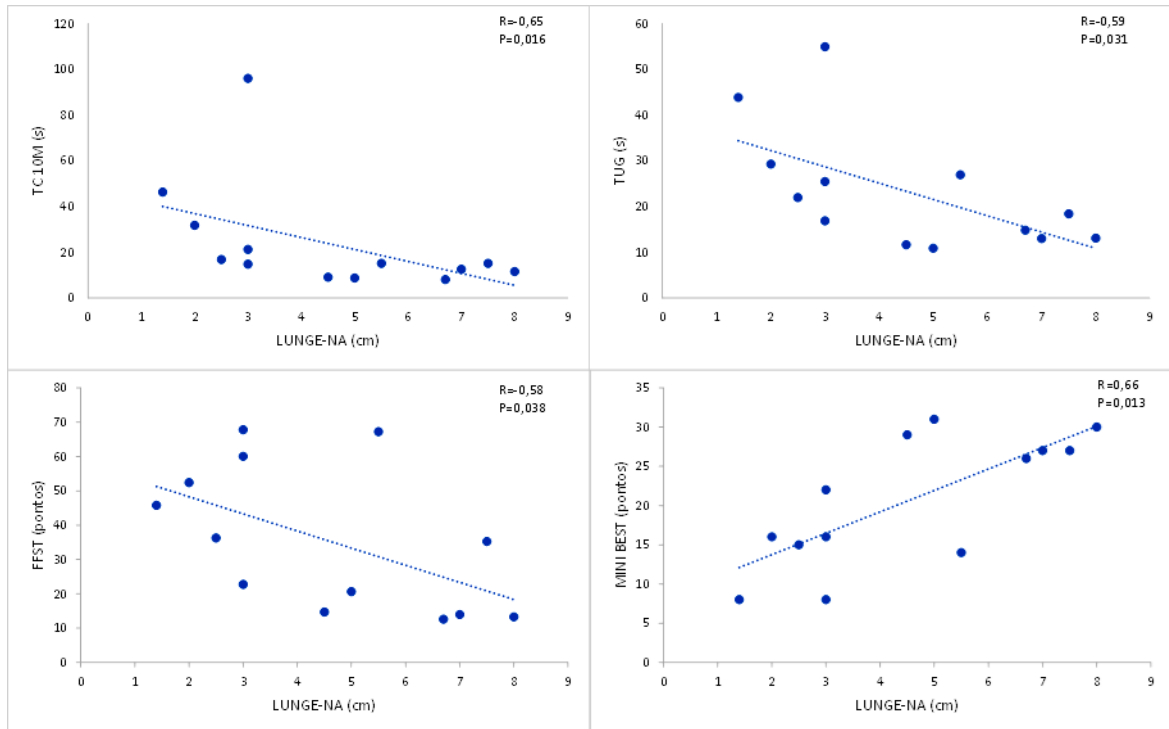 R=-0,65
P=0,016
TC10M (s)
120
100
80
60
40
20
0
0 1 2 3 4 5 6 7 8 9
LUNGE-NA (cm)
R=-0,59
P=0,031
TUG (s)
60
50
40
30
20
10
0
0 1 2 3 4 5 6 7 8 9
LUNGE-NA (cm)
R=-0,58
P=0,038
FFST (pontos)
80
70
60
50
40
30
20
10
0
0 1 2 3 4 5 6 7 8 9
LUNGE-NA (cm)
R=0,66
P=0,013
MINI BEST (pontos)
35
30
25
20
15
10
5
0
0 1 2 3 4 5 6 7 8 9
LUNGE-NA (cm)